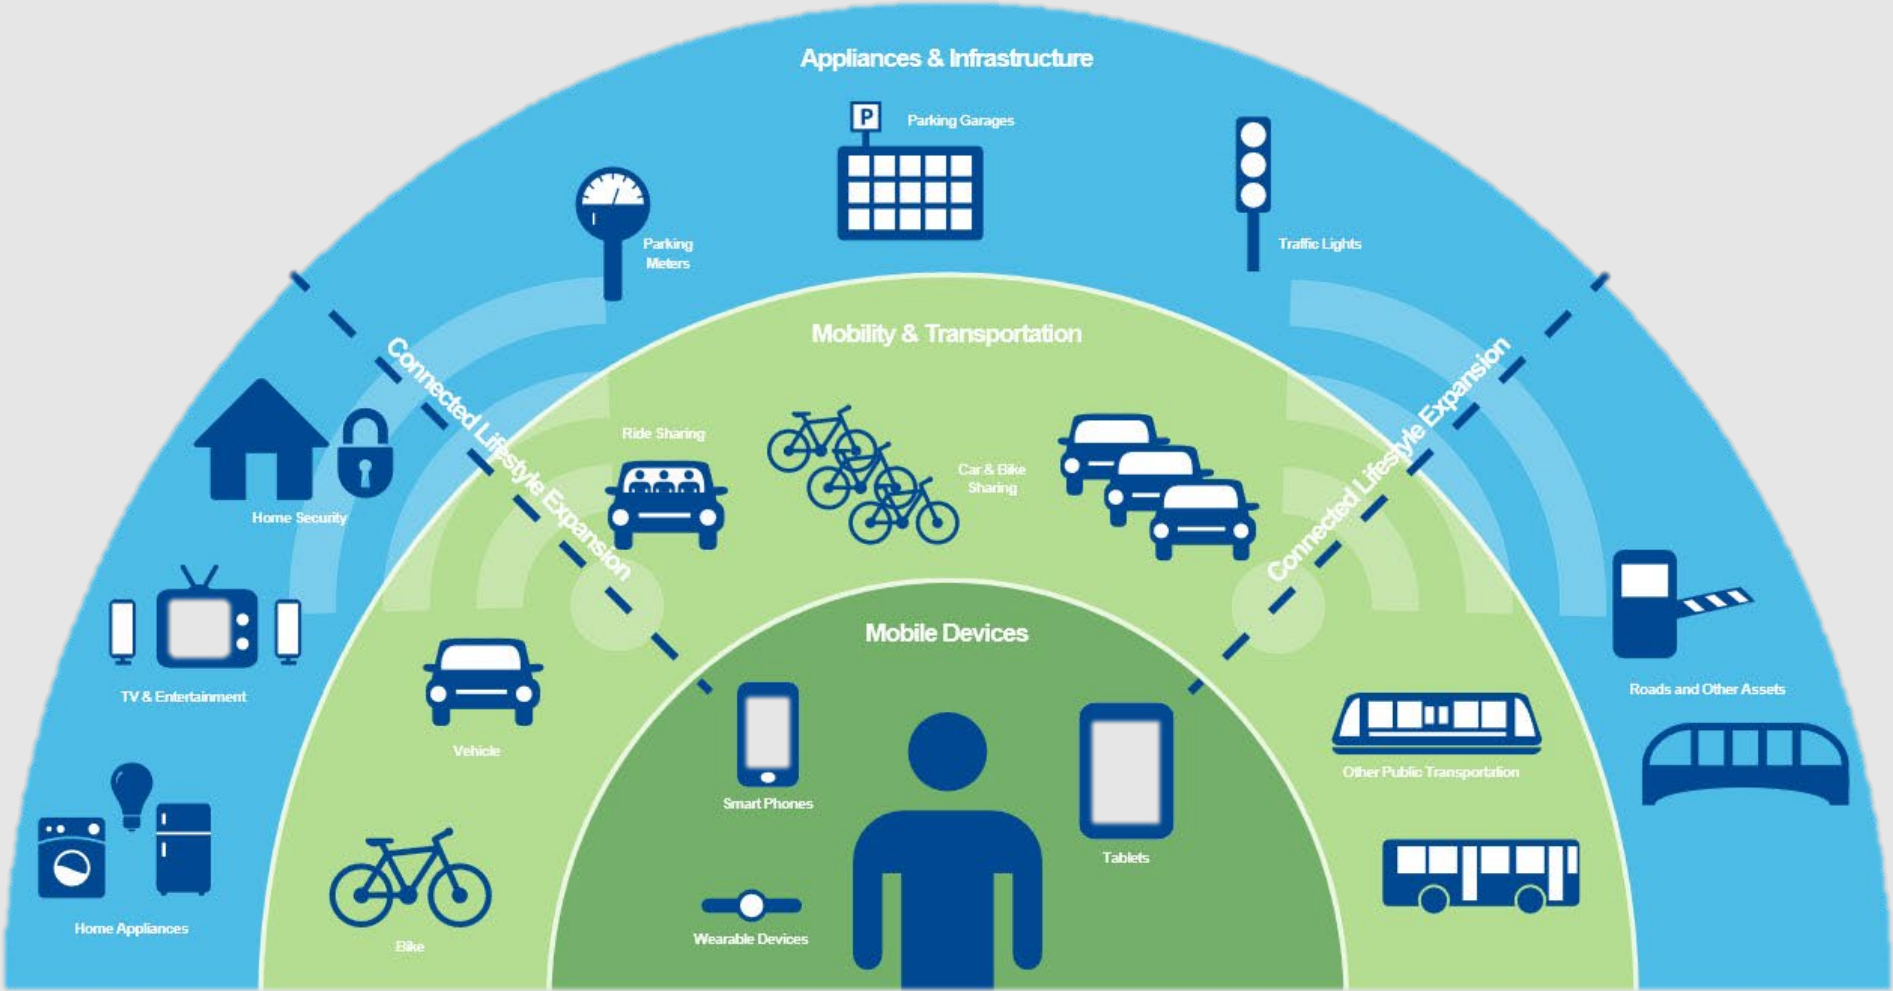 Appliances & Infrastructure
P
Parking Garages
Parking
Meters
Traffic Lights
Connected Lifestyle Expansion
Connected Lifestyle Expansion
Home Security
TV & Entertainment
Home Appliances
Roads and Other Assets
Mobility & Transportation
Ride Sharing
Car & Bike
Sharing
Vehicle
Bike
Other Public Transportation
Mobile Devices
Smart Phones
Tablets
Wearable Devices